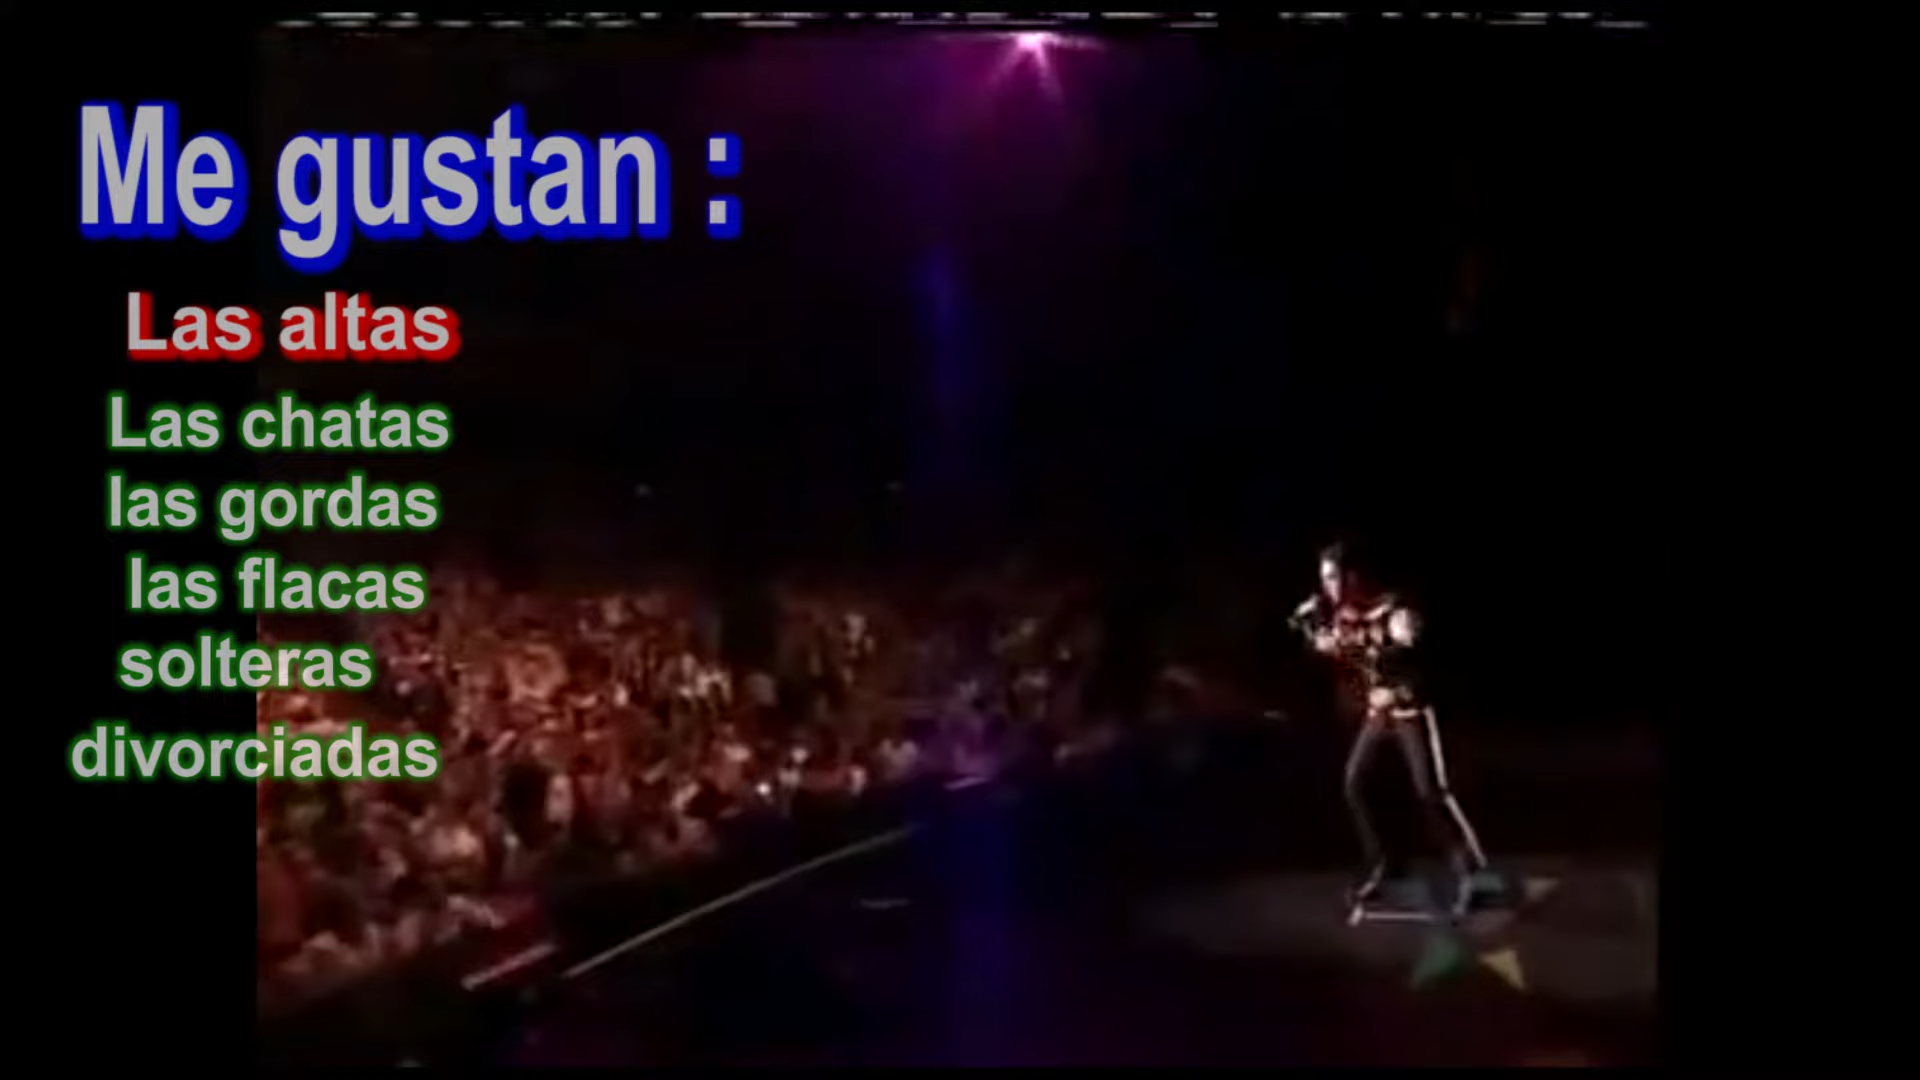 Me gustan :
Las altas
Las chatas
las gordas
las flacas
solteras
divorciadas